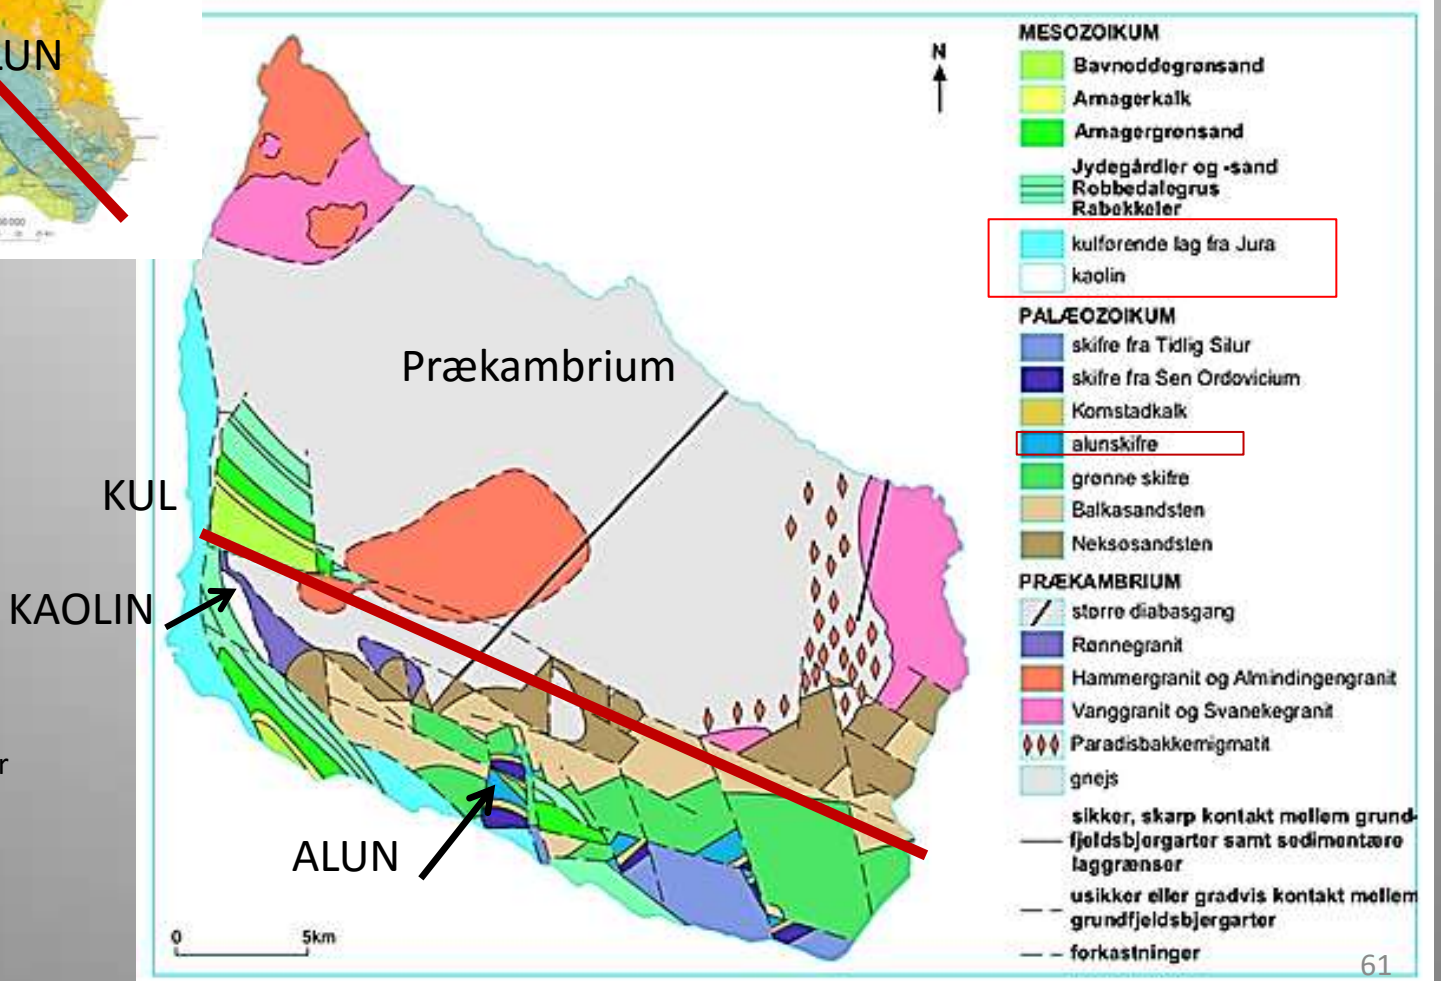 LUN
N
MESOZOIKUM
Bavnoddegrønsand
Arnagerkalk
Arnagergrønsand
Jydegårdler og -sand
Robbedalegrus
Rabekkeler
kulførende lag fra Jura
kaolin
PALÆOZOIKUM
skifre fra Tidlig Silur
skifre fra Sen Ordovicium
Komstadkalk
alunskifre
grønne skifre
Balkasandsten
Neksøsandsten
PRÆKAMBRIUM
større diabasgang
Rønnegranit
Hammergranit og Almindingengranit
Vanggranit og Svanekegranit
Paradisbakkemigmatit
gnejs
sikker, skarp kontakt mellem grund-
fjeldsbjergarter samt sedimentære
laggrænser
usikker eller gradvis kontakt mellem
grundfjeldsbjergarter
forkastninger
Prækambrium
KUL
KAOLIN
r
ALUN
0 5km
61